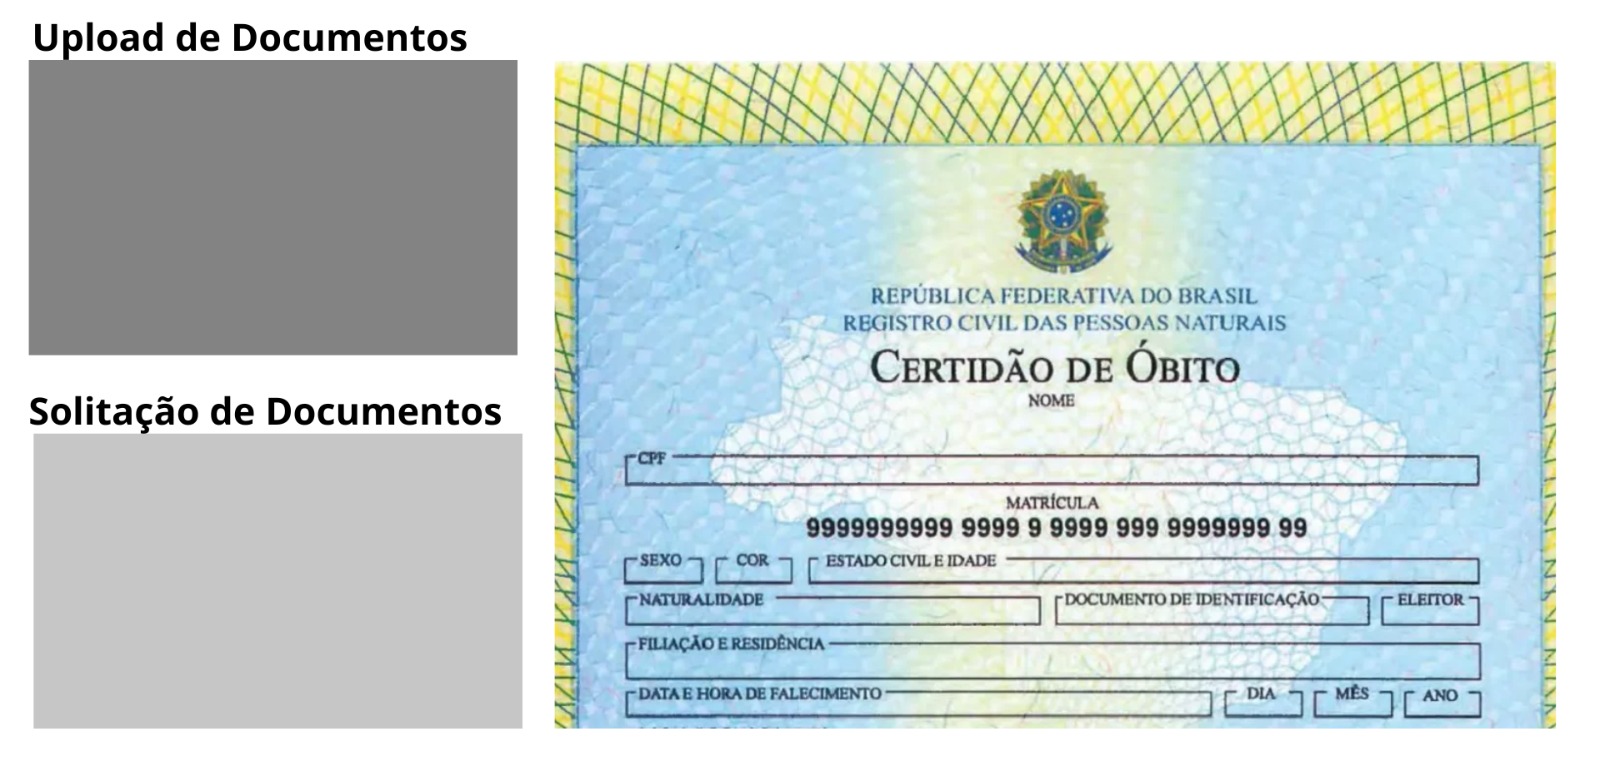 Upload de Documentos
Solitação de Documentos
REPÚBLICA FEDERATIVA DO BRASIL
REGISTRO CIVIL DAS PESSOAS NATURAIS
CERTIDÃO DE ÓBITO
NOME
CPF
MATRÍCULA
9999999999 9999 9 9999 999 9999999 99
SEXO COR ESTADO CIVIL E IDADE
NATURALIDADE DOCUMENTO DE IDENTIFICAÇÃO ELEITOR
FILIAÇÃO E RESIDÊNCIA
DATA E HORA DE FALECIMENTO DIA MÊS ANO